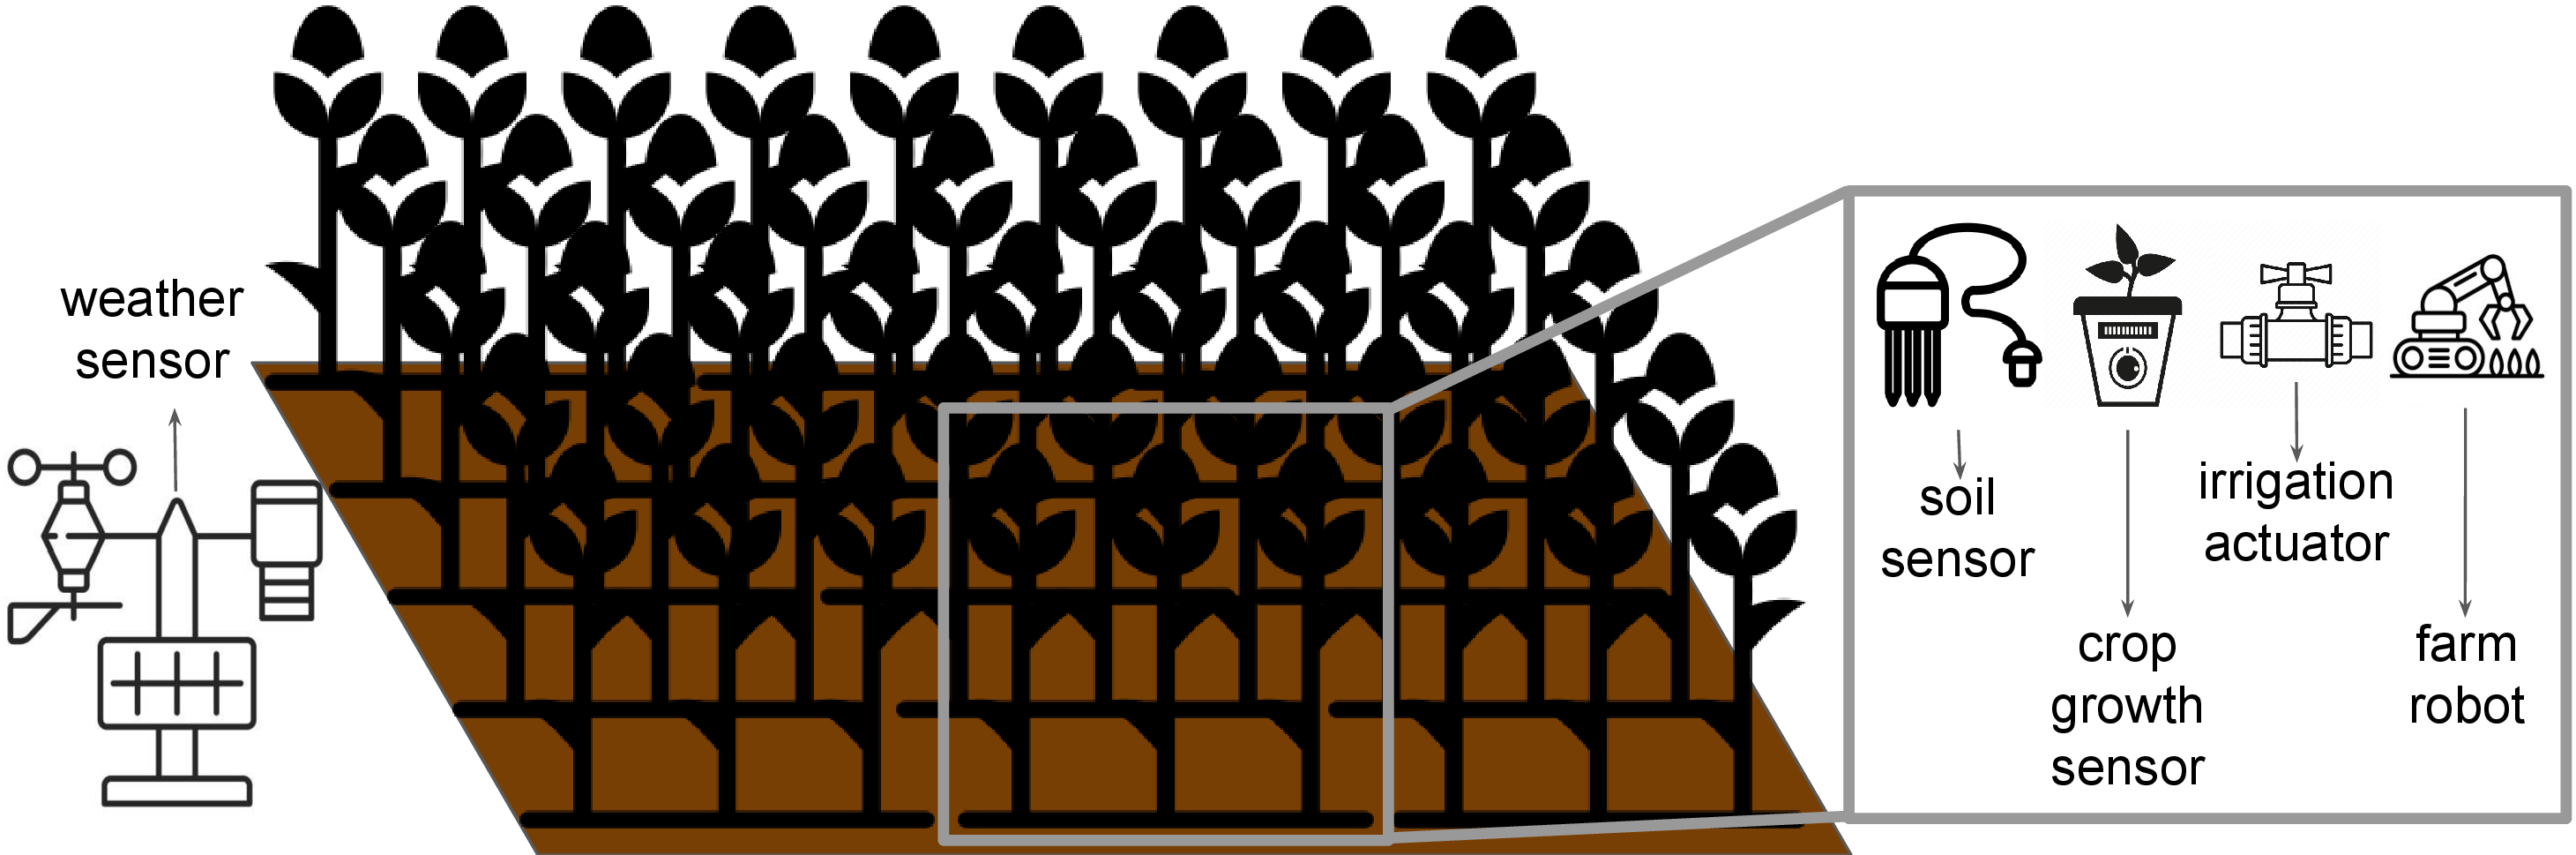 weather
sensor
soil
sensor
crop
growth
sensor
irrigation
actuator
farm
robot